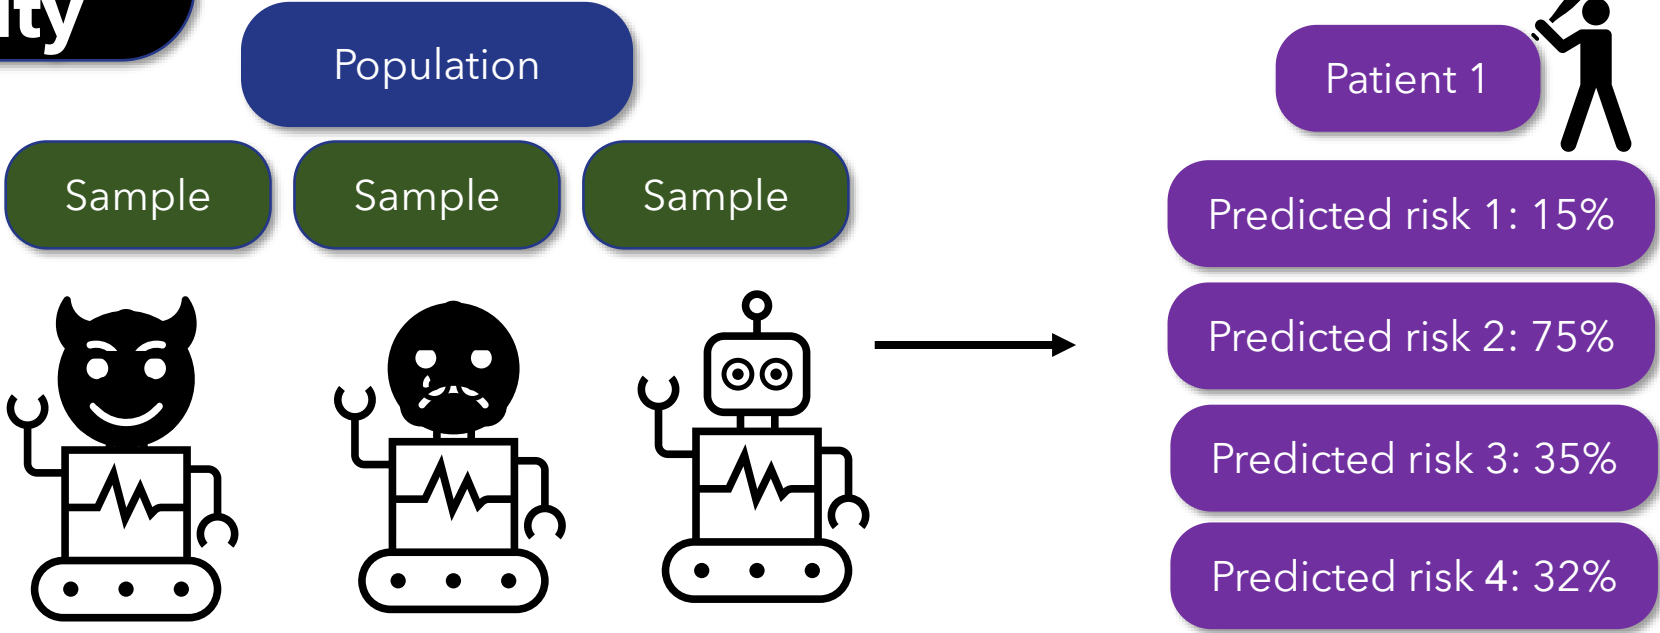 ity
Population
Patient 1
Sample
Sample
Sample
Predicted risk 1: 15%
Predicted risk 2: 75%
Predicted risk 3: 35%
Predicted risk 4: 32%